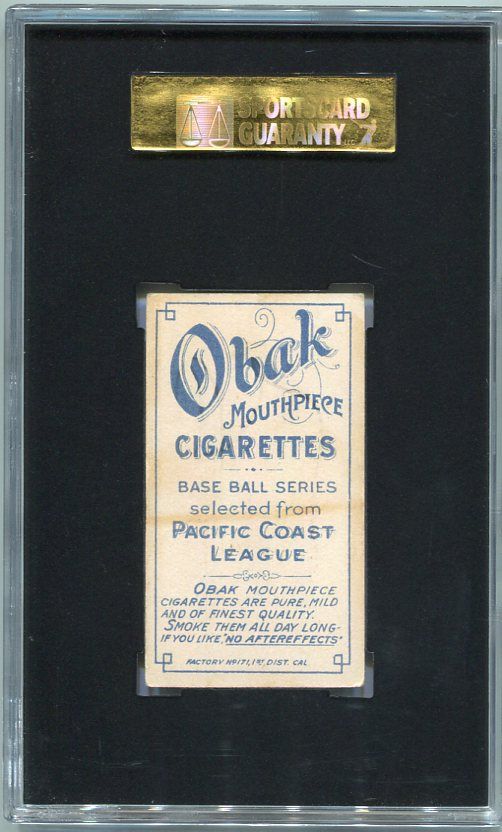 SPORTSCARD
GUARANTY
Obak
MOUTHPIECE
CIGARETTES
BASE BALL SERIES
selected from
PACIFIC COAST
LEAGUE
OBAK MOUTHPIECE
CIGARETTES ARE PURE, MILD
AND OF FINEST QUALITY.
SMOKE THEM ALL DAY LONG-
IF YOU LIKE, "NO AFTEREFFECTS"
FACTORY Nº171, 1ST. DIST. CAL